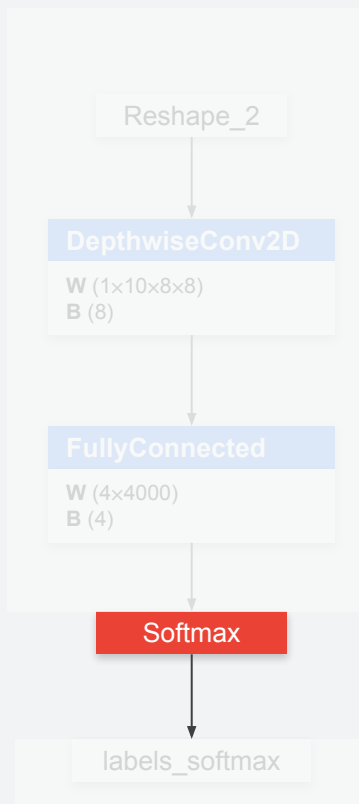 Reshape_2
DepthwiseConv2D
W (1×10×8×8)
B (8)
FullyConnected
W (4×4000)
B (4)
Softmax
labels_softmax